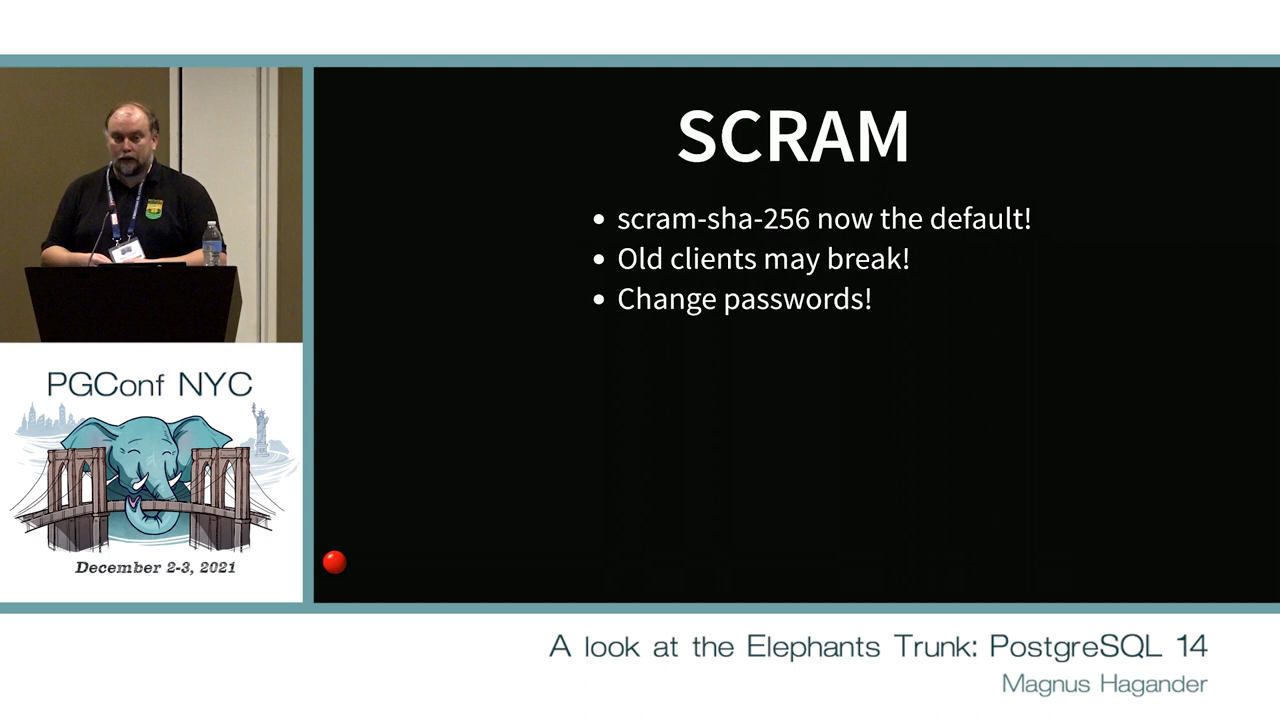 SCRAM
scram-sha-256 now the default!
Old clients may break!
Change passwords!
PGConf NYC
December 2-3, 2021
A look at the Elephants Trunk: PostgreSQL 14
Magnus Hagander